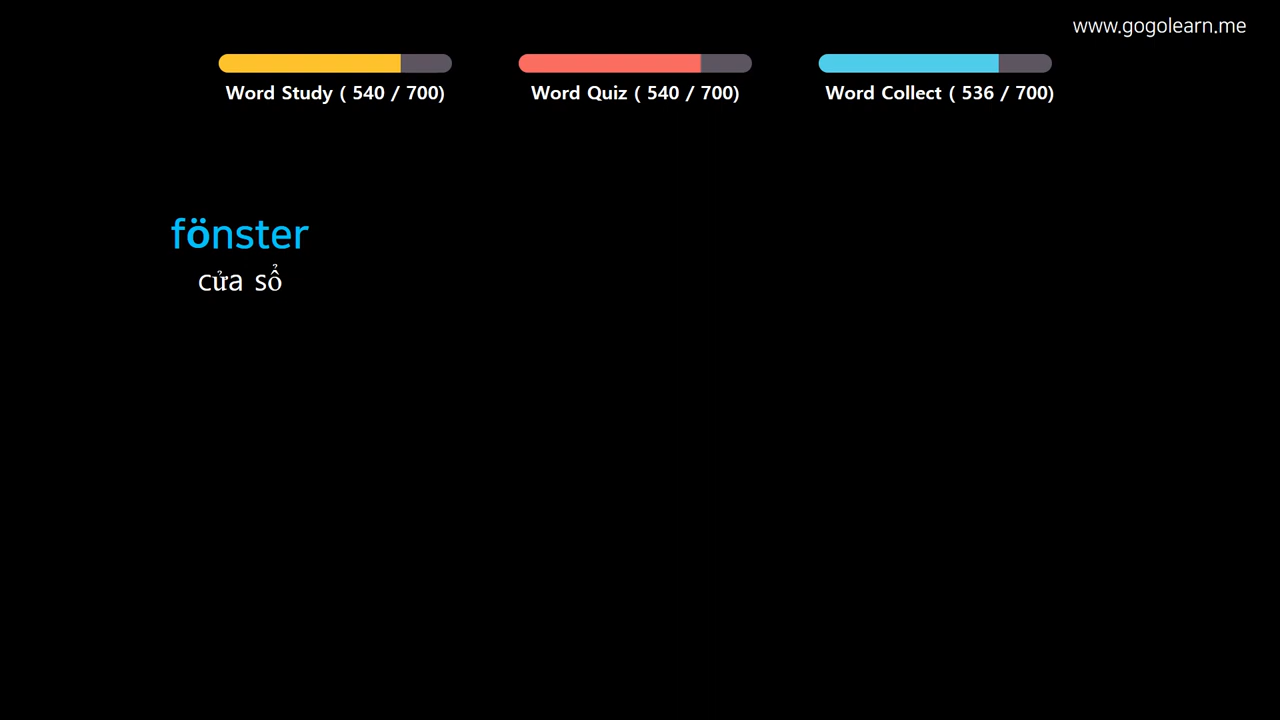 www.gogolearn.me
Word Study ( 540 / 700)
Word Quiz ( 540 / 700)
Word Collect ( 536 / 700)
fönster
cửa sổ